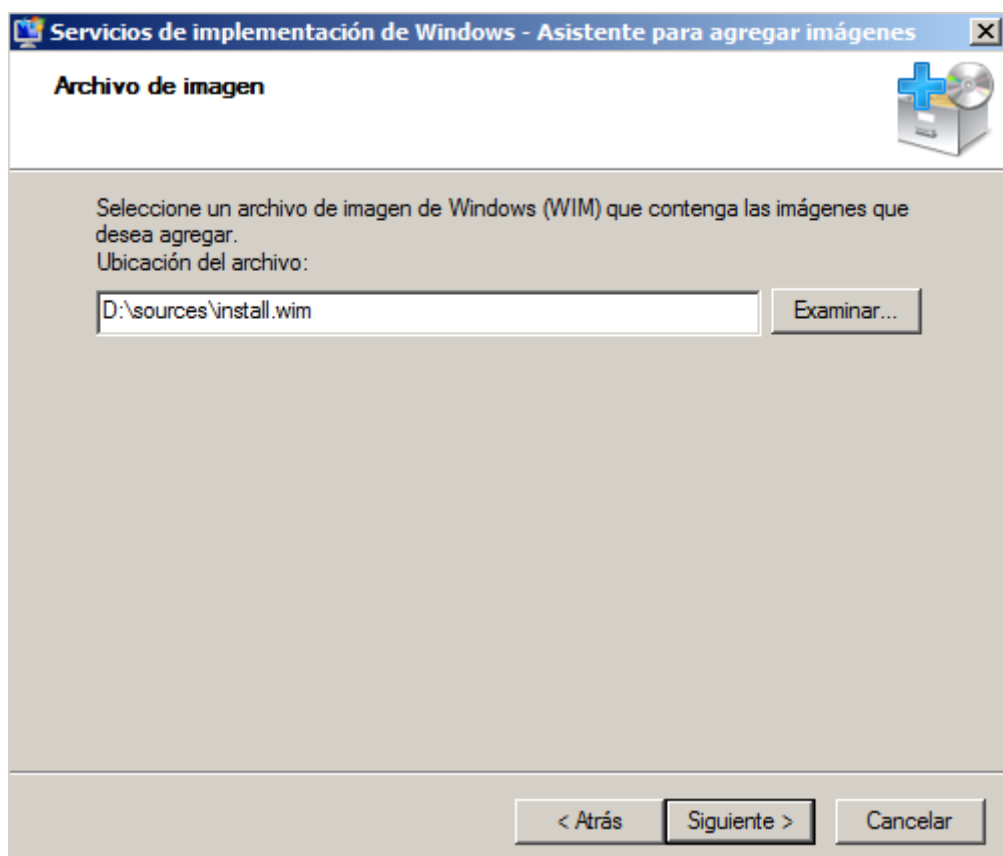 Servicios de implementación de Windows - Asistente para agregar imágenes
Archivo de imagen
Seleccione un archivo de imagen de Windows (WIM) que contenga las imágenes que
desea agregar.
Ubicación del archivo:
D:\sources\install.wim
Examinar...
< Atrás
Siguiente >
Cancelar